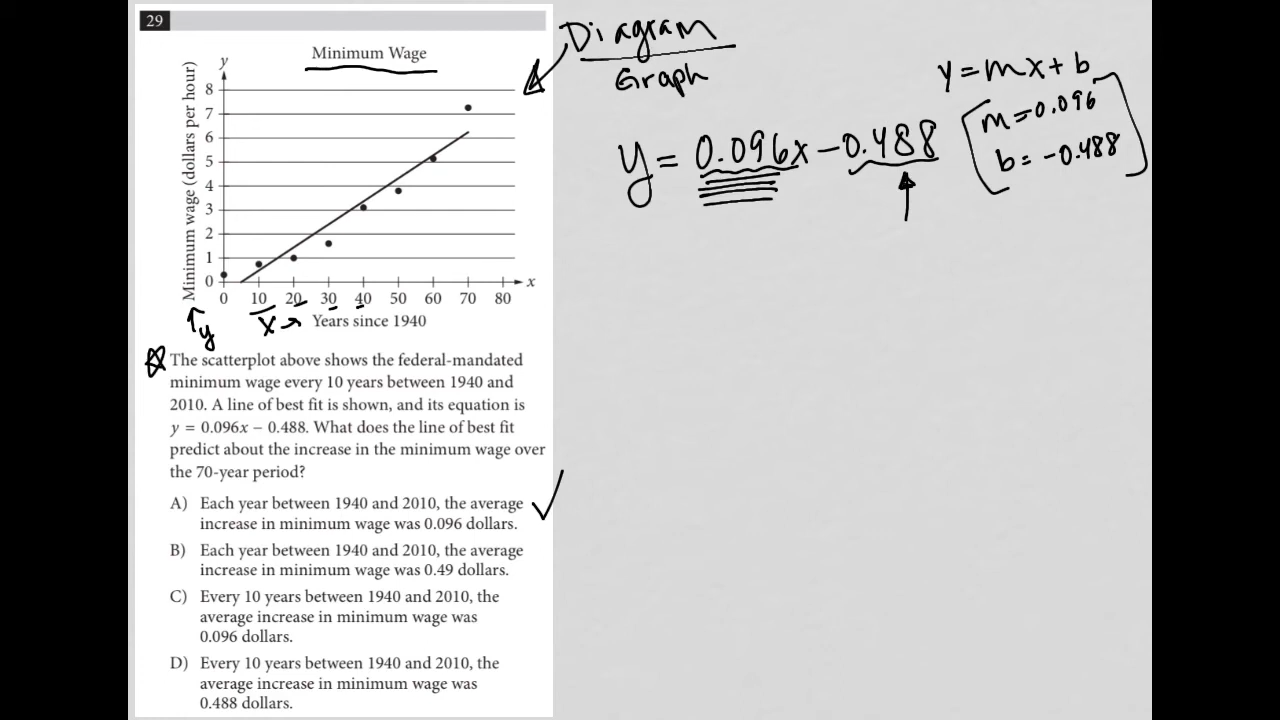 29
Minimum Wage
y
Minimum wage (dollars per hour)
8
7
6
5
4
3
2
1
0
0 10 20 30 40 50 60 70 80
x
Years since 1940
y
x
The scatterplot above shows the federal-mandated
minimum wage every 10 years between 1940 and
2010. A line of best fit is shown, and its equation is
y = 0.096x − 0.488. What does the line of best fit
predict about the increase in the minimum wage over
the 70-year period?
A) Each year between 1940 and 2010, the average
increase in minimum wage was 0.096 dollars.
B) Each year between 1940 and 2010, the average
increase in minimum wage was 0.49 dollars.
C) Every 10 years between 1940 and 2010, the
average increase in minimum wage was
0.096 dollars.
D) Every 10 years between 1940 and 2010, the
average increase in minimum wage was
0.488 dollars.
Diagram
Graph
y = 0.096x − 0.488
y = mx + b
m = 0.096
b = −0.488